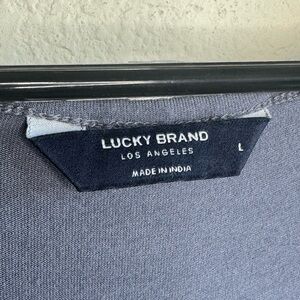 LUCKY BRAND
LOS ANGELES
L
MADE IN INDIA